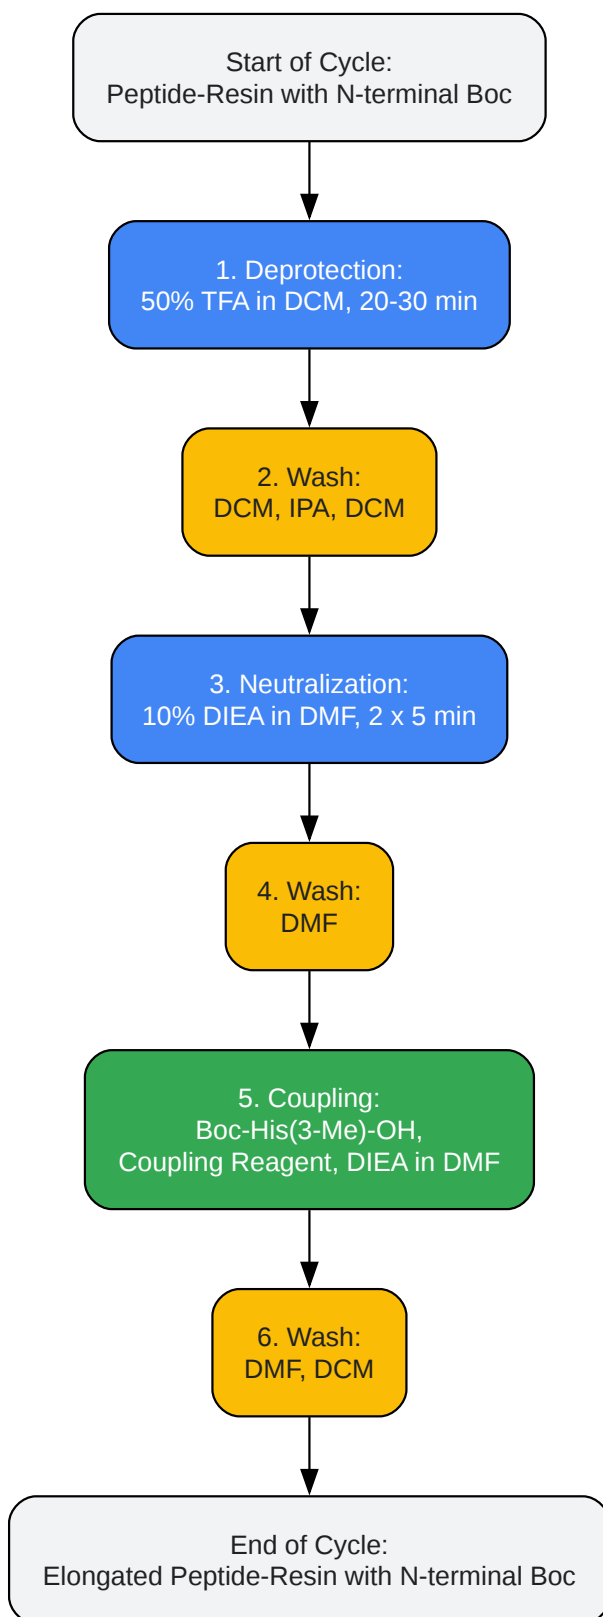 Start of Cycle:
Peptide-Resin with N-terminal Boc
1. Deprotection:
50% TFA in DCM, 20-30 min
2. Wash:
DCM, IPA, DCM
3. Neutralization:
10% DIEA in DMF, 2 x 5 min
4. Wash:
DMF
5. Coupling:
Boc-His(3-Me)-OH,
Coupling Reagent, DIEA in DMF
6. Wash:
DMF, DCM
End of Cycle:
Elongated Peptide-Resin with N-terminal Boc